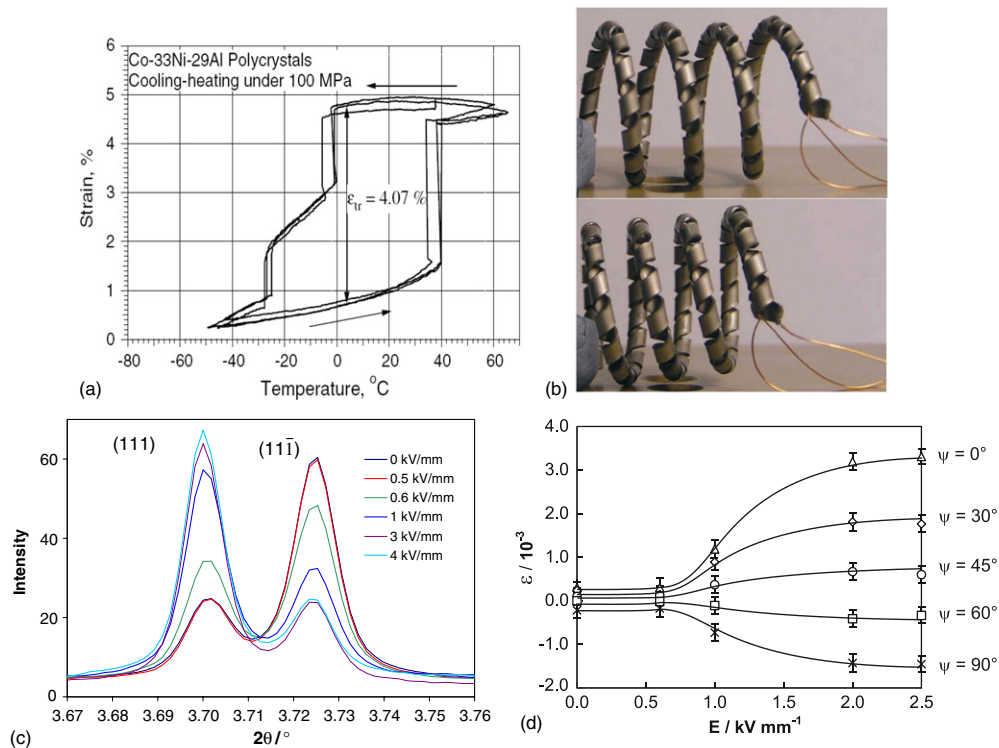 Co-33Ni-29Al Polycrystals
Cooling-heating under 100 MPa
6
5
4
3
2
1
0
Strain, %
εtr = 4.07 %
-80 -60 -40 -20 0 20 40 60
Temperature, °C
(a)
(b)
(111)
(111̄)
0 kV/mm
0.5 kV/mm
0.6 kV/mm
1 kV/mm
3 kV/mm
4 kV/mm
60
40
20
0
Intensity
3.67 3.68 3.69 3.70 3.71 3.72 3.73 3.74 3.75 3.76
2θ/°
(c)
4.0
3.0
2.0
1.0
0.0
-1.0
-2.0
ε / 10⁻³
ψ = 0°
ψ = 30°
ψ = 45°
ψ = 60°
ψ = 90°
0.0 0.5 1.0 1.5 2.0 2.5
E / kV mm⁻¹
(d)